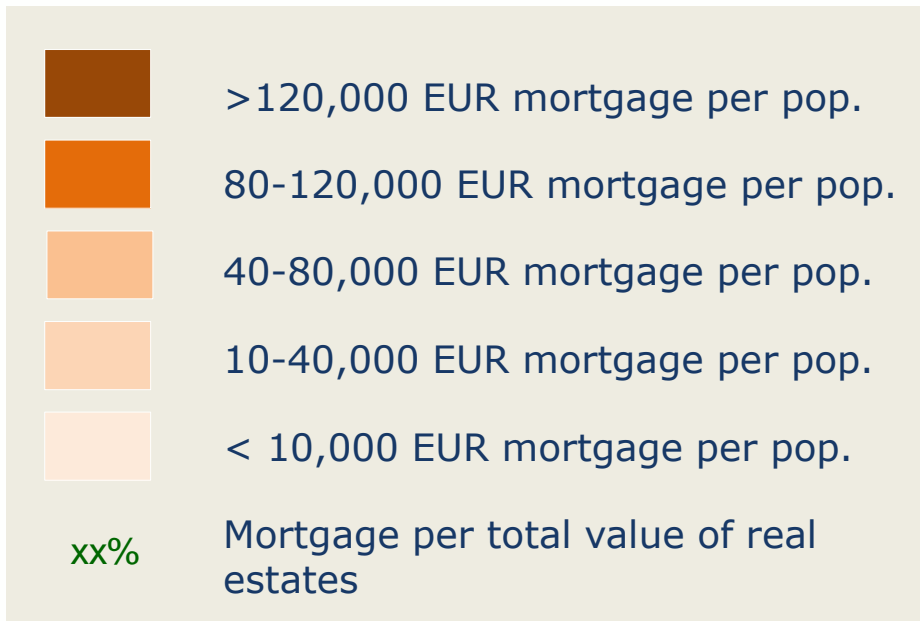 >120,000 EUR mortgage per pop.
80-120,000 EUR mortgage per pop.
40-80,000 EUR mortgage per pop.
10-40,000 EUR mortgage per pop.
< 10,000 EUR mortgage per pop.
xx% Mortgage per total value of real
estates